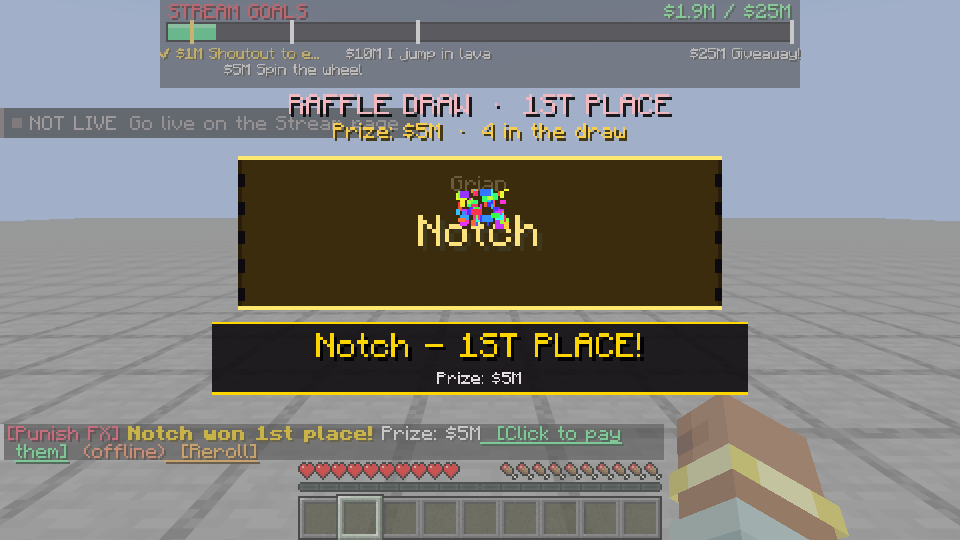 STREAM GOALS
$1.9M / $25M
✔ $1M Shoutout to e...
$10M I jump in lava
$25M Giveaway!
$5M Spin the wheel
RAFFLE DRAW · 1ST PLACE
NOT LIVE Go live on the Stream page
Prize: $5M · 4 in the draw
Grian
Notch
Notch – 1ST PLACE!
Prize: $5M
[Punish FX] Notch won 1st place! Prize: $5M [Click to pay
them] (offline) [Reroll]